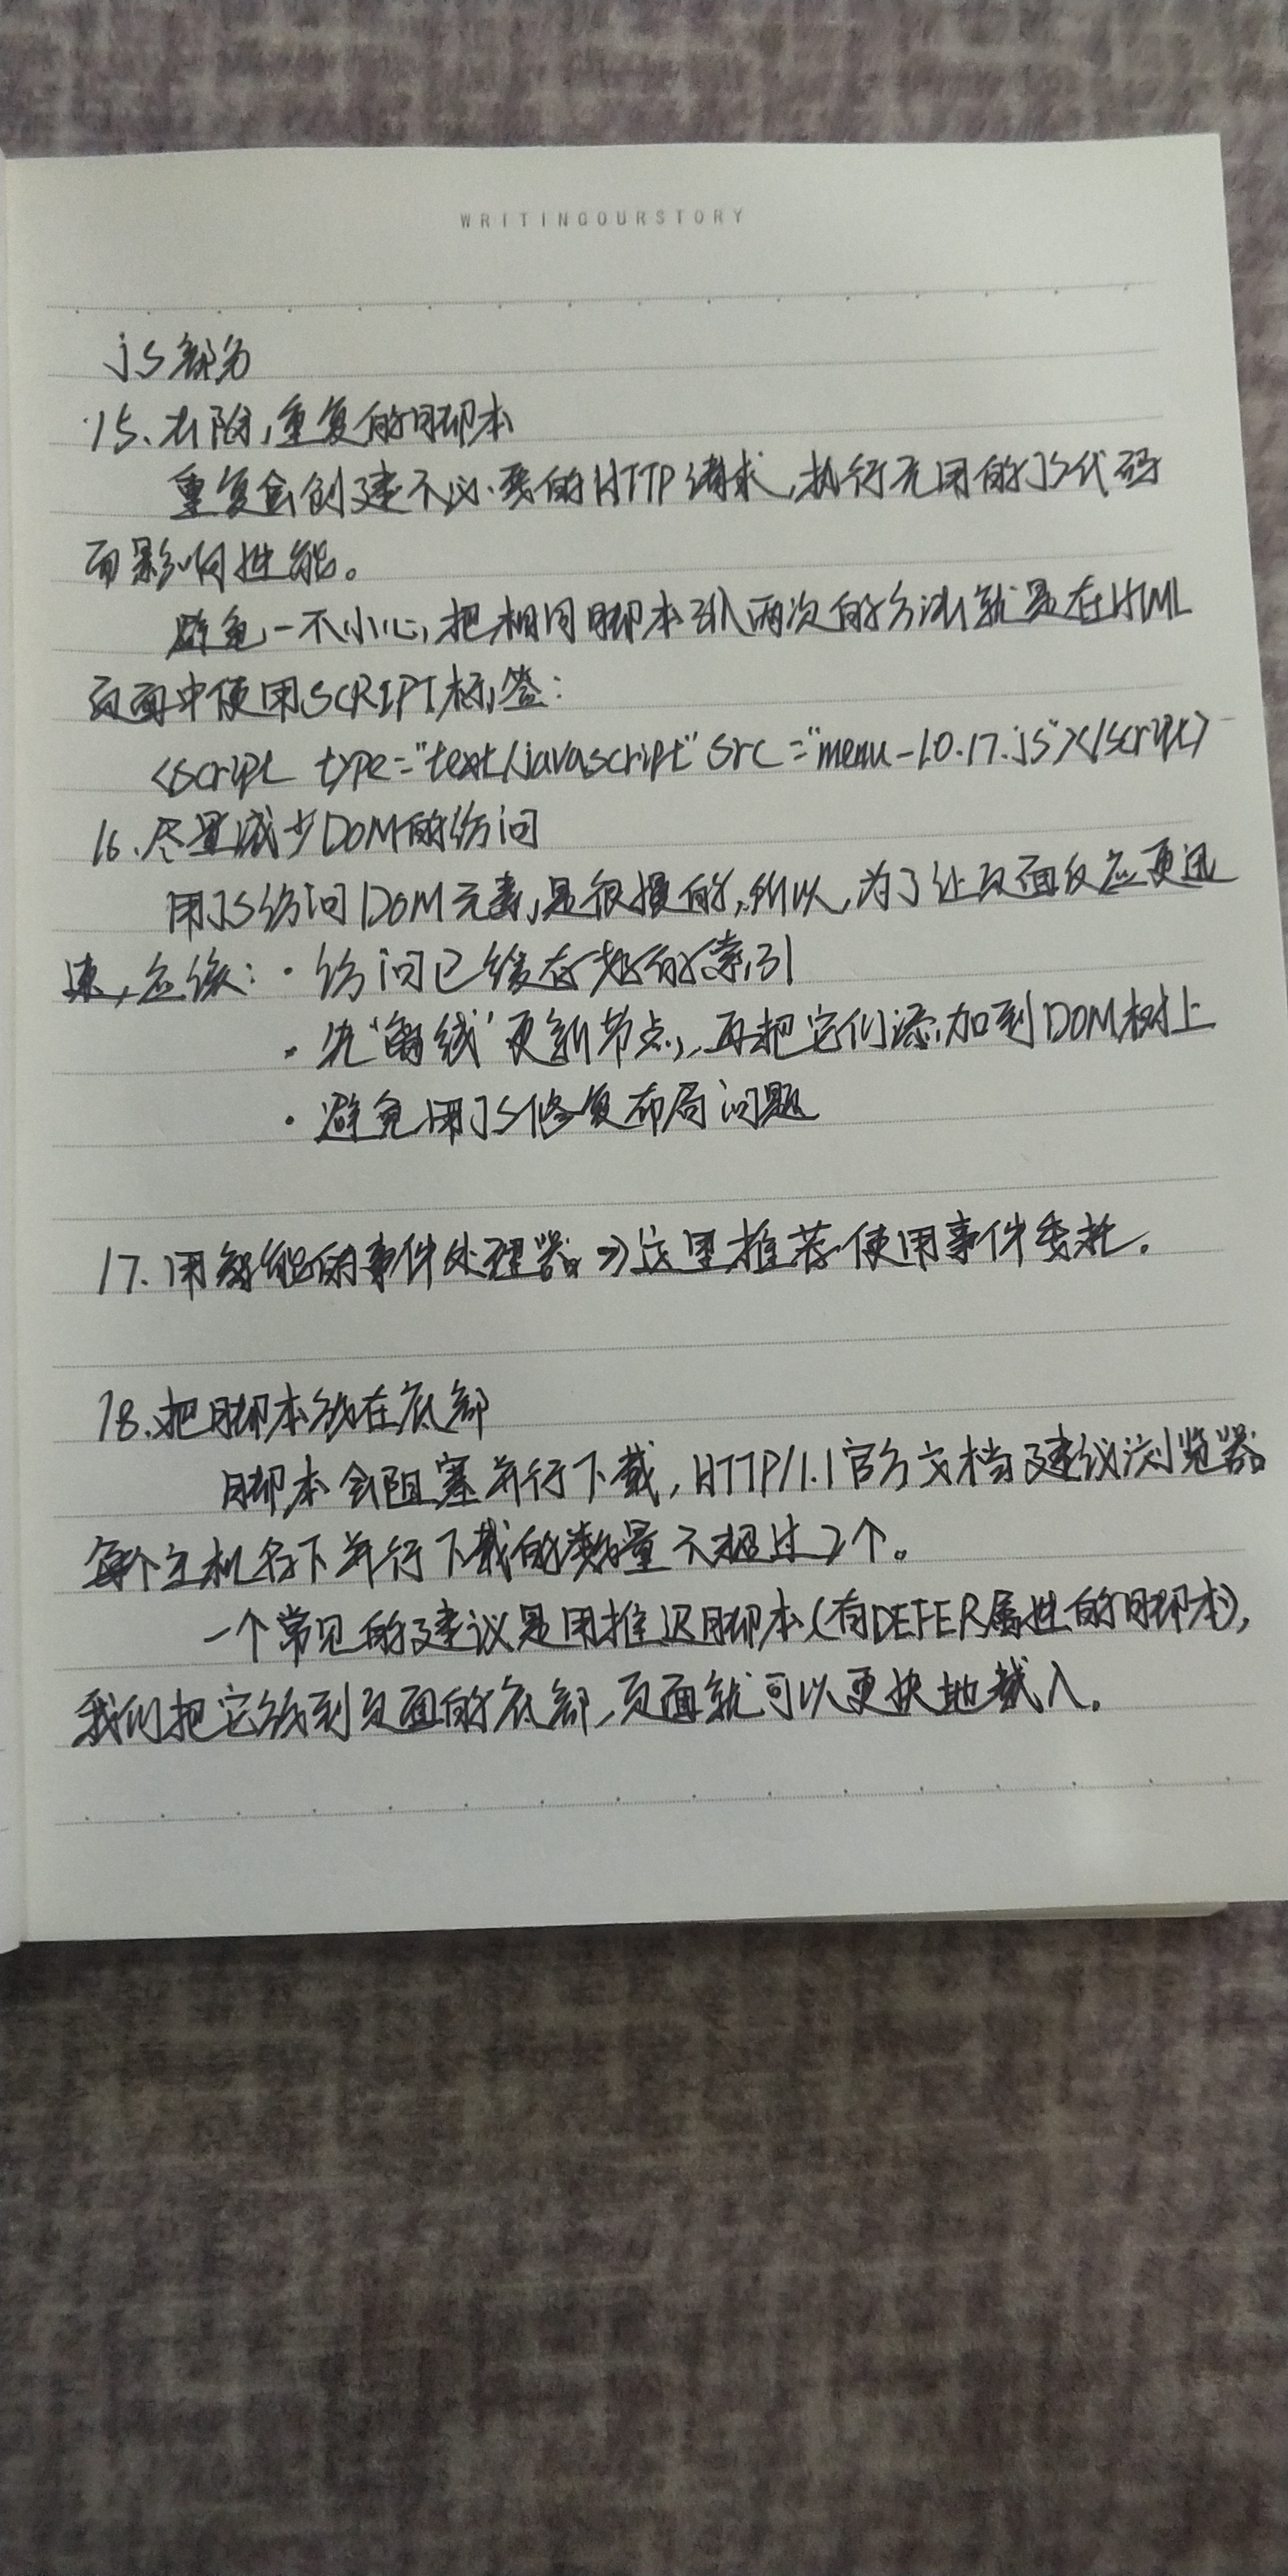 WRITINGOURSTORY
js部分
15、去除重复的脚本
重复会创建不必要的HTTP请求,执行无用的JS代码
而影响性能。
避免一不小心把相同脚本引入两次的方法就是在HTML
页面中使用SCRIPT标签:
<script type="text/javascript" src="menu-1.0.17.js"></script>
16、尽量减少DOM的访问
用JS访问DOM元素是很慢的,所以,为了让页面反应更迅
速,应该: · 访问已缓存好的索引
· 先"离线"更新节点,再把它们添加到DOM树上
· 避免用JS修复布局问题
17.用智能的事件处理器⇒这里推荐使用事件委托.
18、把脚本放在底部
脚本会阻塞并行下载,HTTP/1.1官方文档建议浏览器
每个主机名下并行下载的数量不超过2个。
一个常见的建议是用推迟脚本(有DEFER属性的脚本),
我们把它放到页面的底部,页面就可以更快地载入。